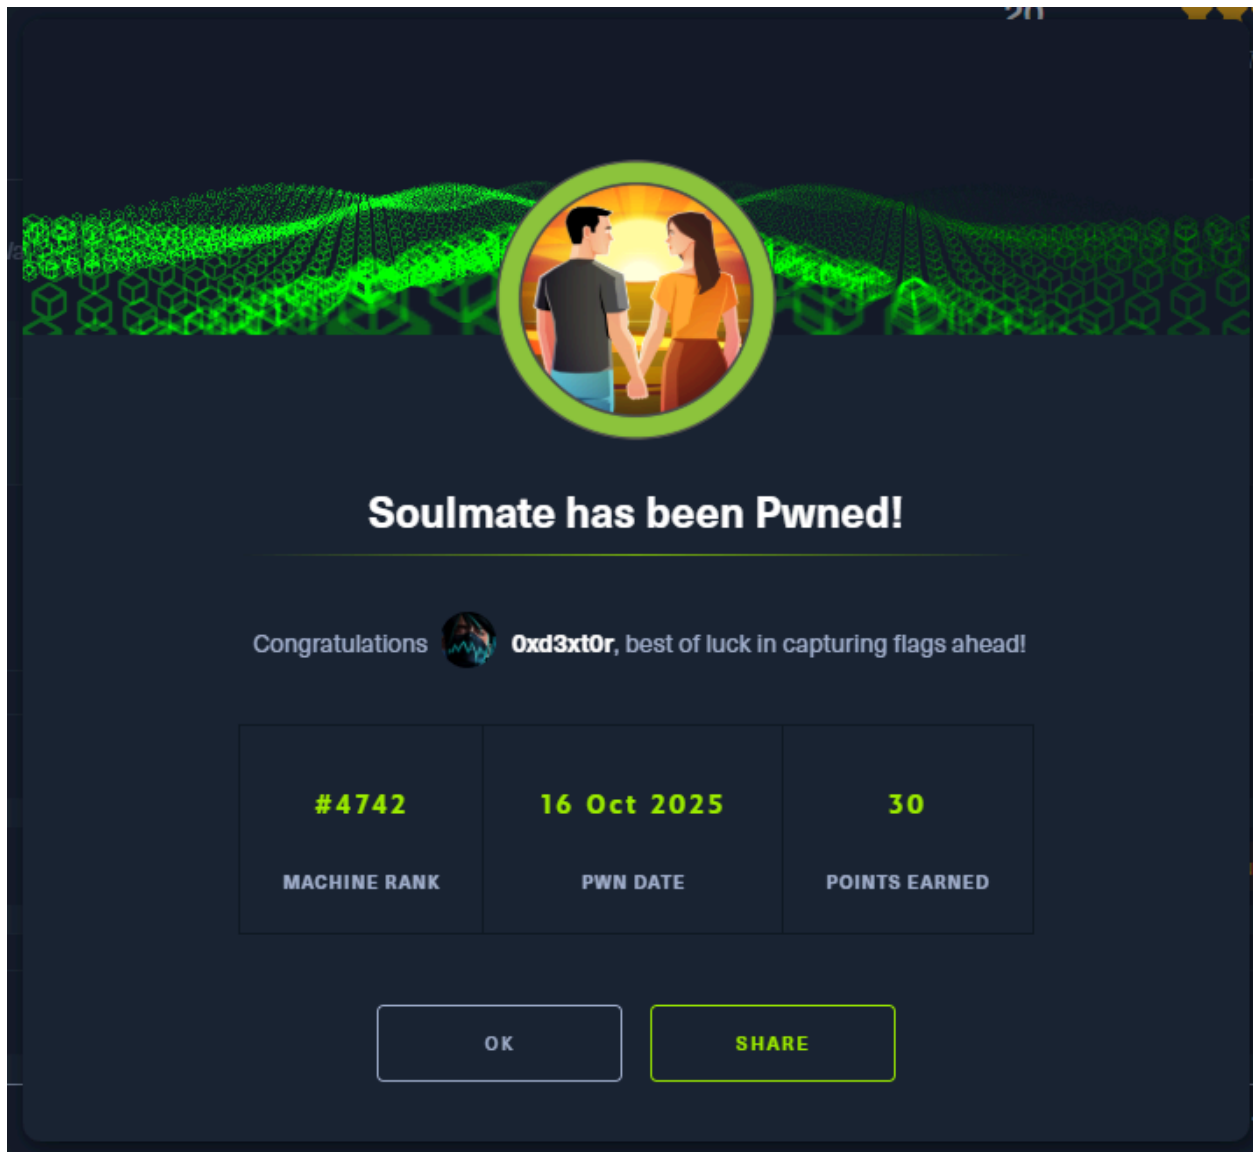 20
Soulmate has been Pwned!
Congratulations 0xd3xt0r, best of luck in capturing flags ahead!
#4742 16 Oct 2025 30
MACHINE RANK PWN DATE POINTS EARNED
OK SHARE